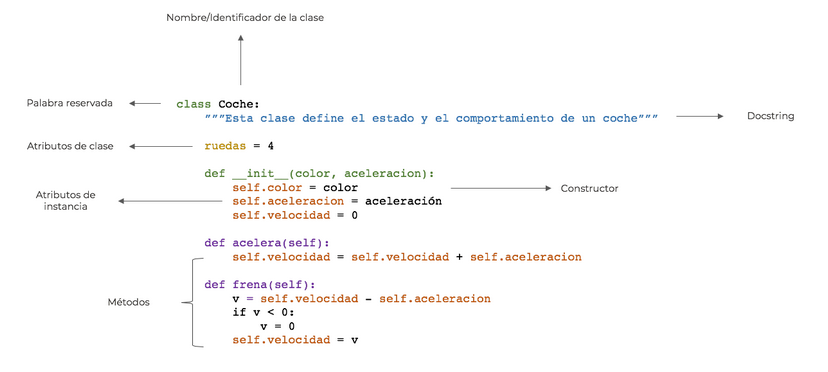 Nombre/Identificador de la clase
Palabra reservada
class Coche:
"""Esta clase define el estado y el comportamiento de un coche"""
Docstring
Atributos de clase
ruedas = 4
def __init__(color, aceleracion):
self.color = color
Constructor
Atributos de
instancia
self.aceleracion = aceleración
self.velocidad = 0
def acelera(self):
self.velocidad = self.velocidad + self.aceleracion
def frena(self):
Métodos
v = self.velocidad - self.aceleracion
if v < 0:
v = 0
self.velocidad = v